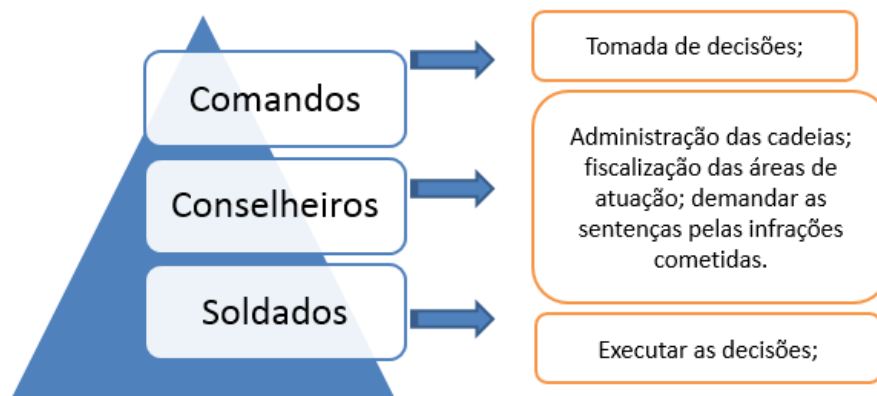 Comandos
Tomada de decisões;
Conselheiros
Administração das cadeias;
fiscalização das áreas de
atuação; demandar as
sentenças pelas infrações
cometidas.
Soldados
Executar as decisões;